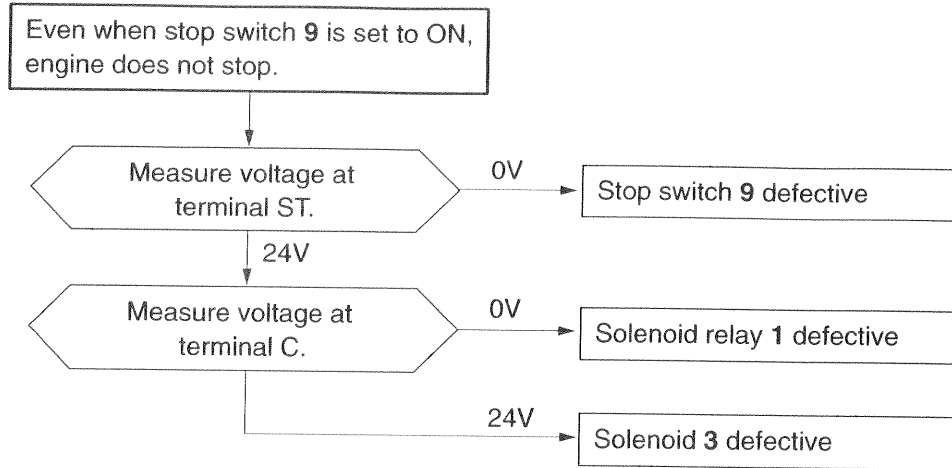 Even when stop switch 9 is set to ON,
engine does not stop.
Measure voltage at
terminal ST.
0V
Stop switch 9 defective
24V
Measure voltage at
terminal C.
0V
Solenoid relay 1 defective
24V
Solenoid 3 defective